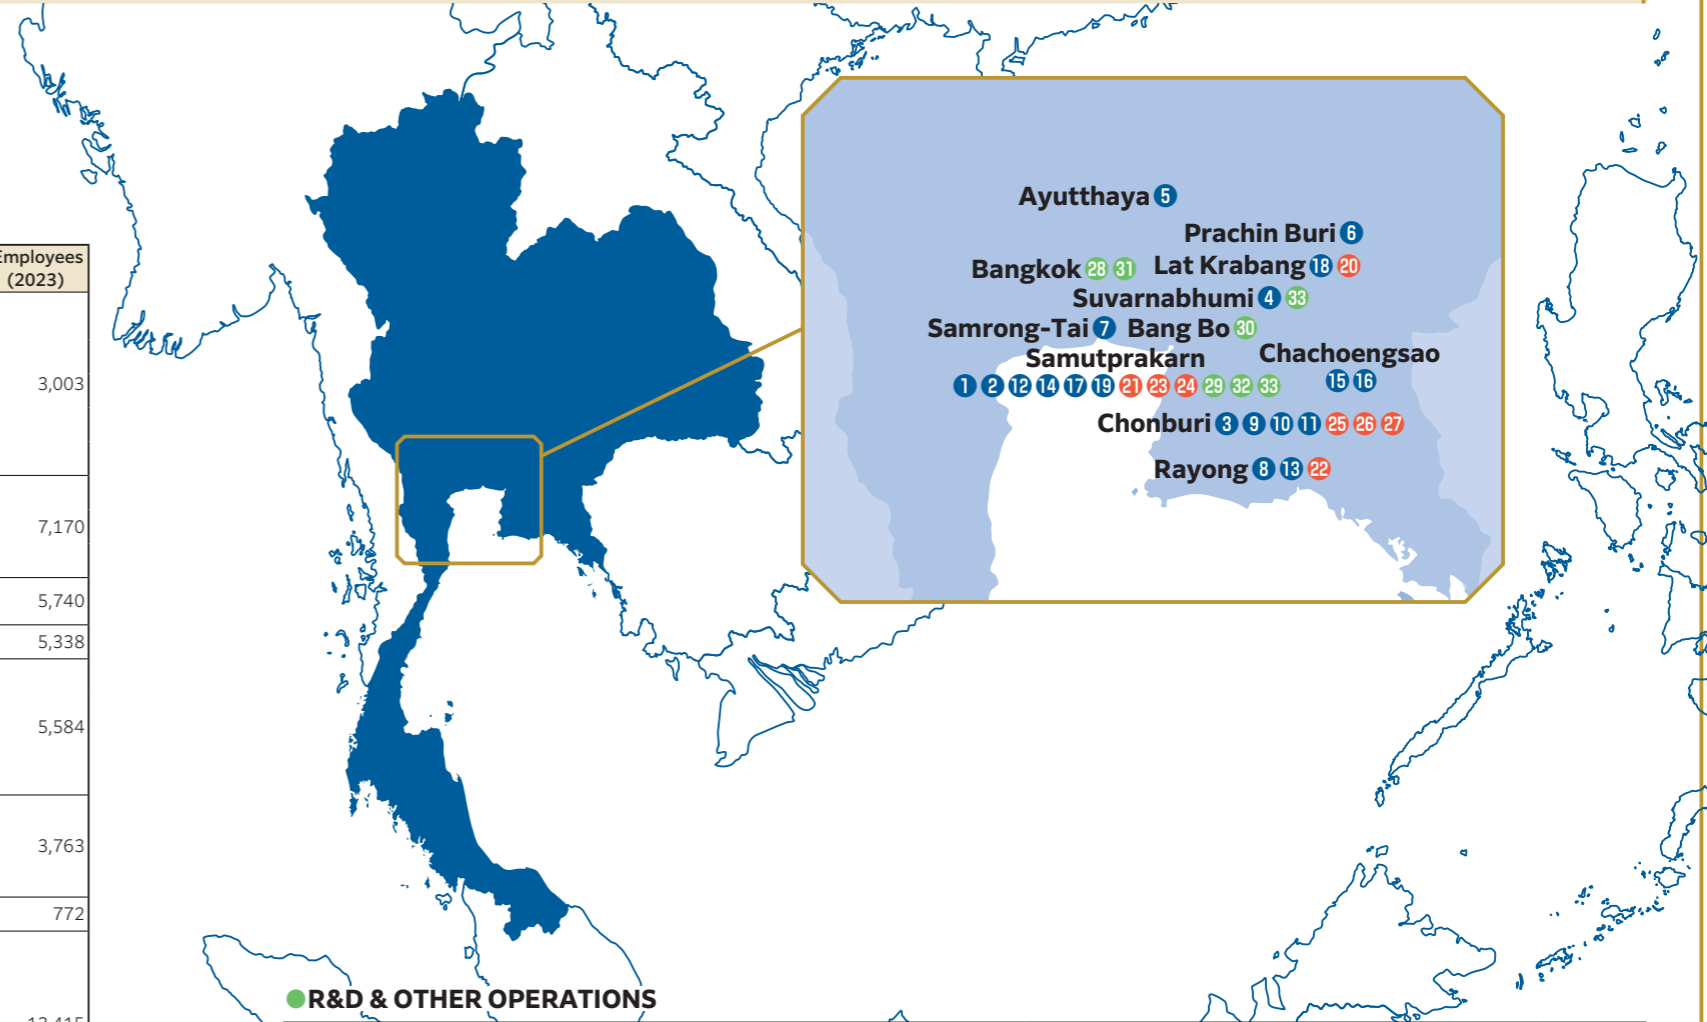 Employees
(2023)
3,003
7,170
5,740
5,338
5,584
3,763
772
Ayutthaya 5
Prachin Buri 6
Bangkok 28 31 Lat Krabang 18 20
Suvarnabhumi 4 33
Samrong-Tai 7 Bang Bo 30
Samutprakarn
1 2 12 14 17 19 21 23 24 29 32 33
Chachoengsao
15 16
Chonburi 3 9 10 11 25 26 27
Rayong 8 13 22
R&D & OTHER OPERATIONS